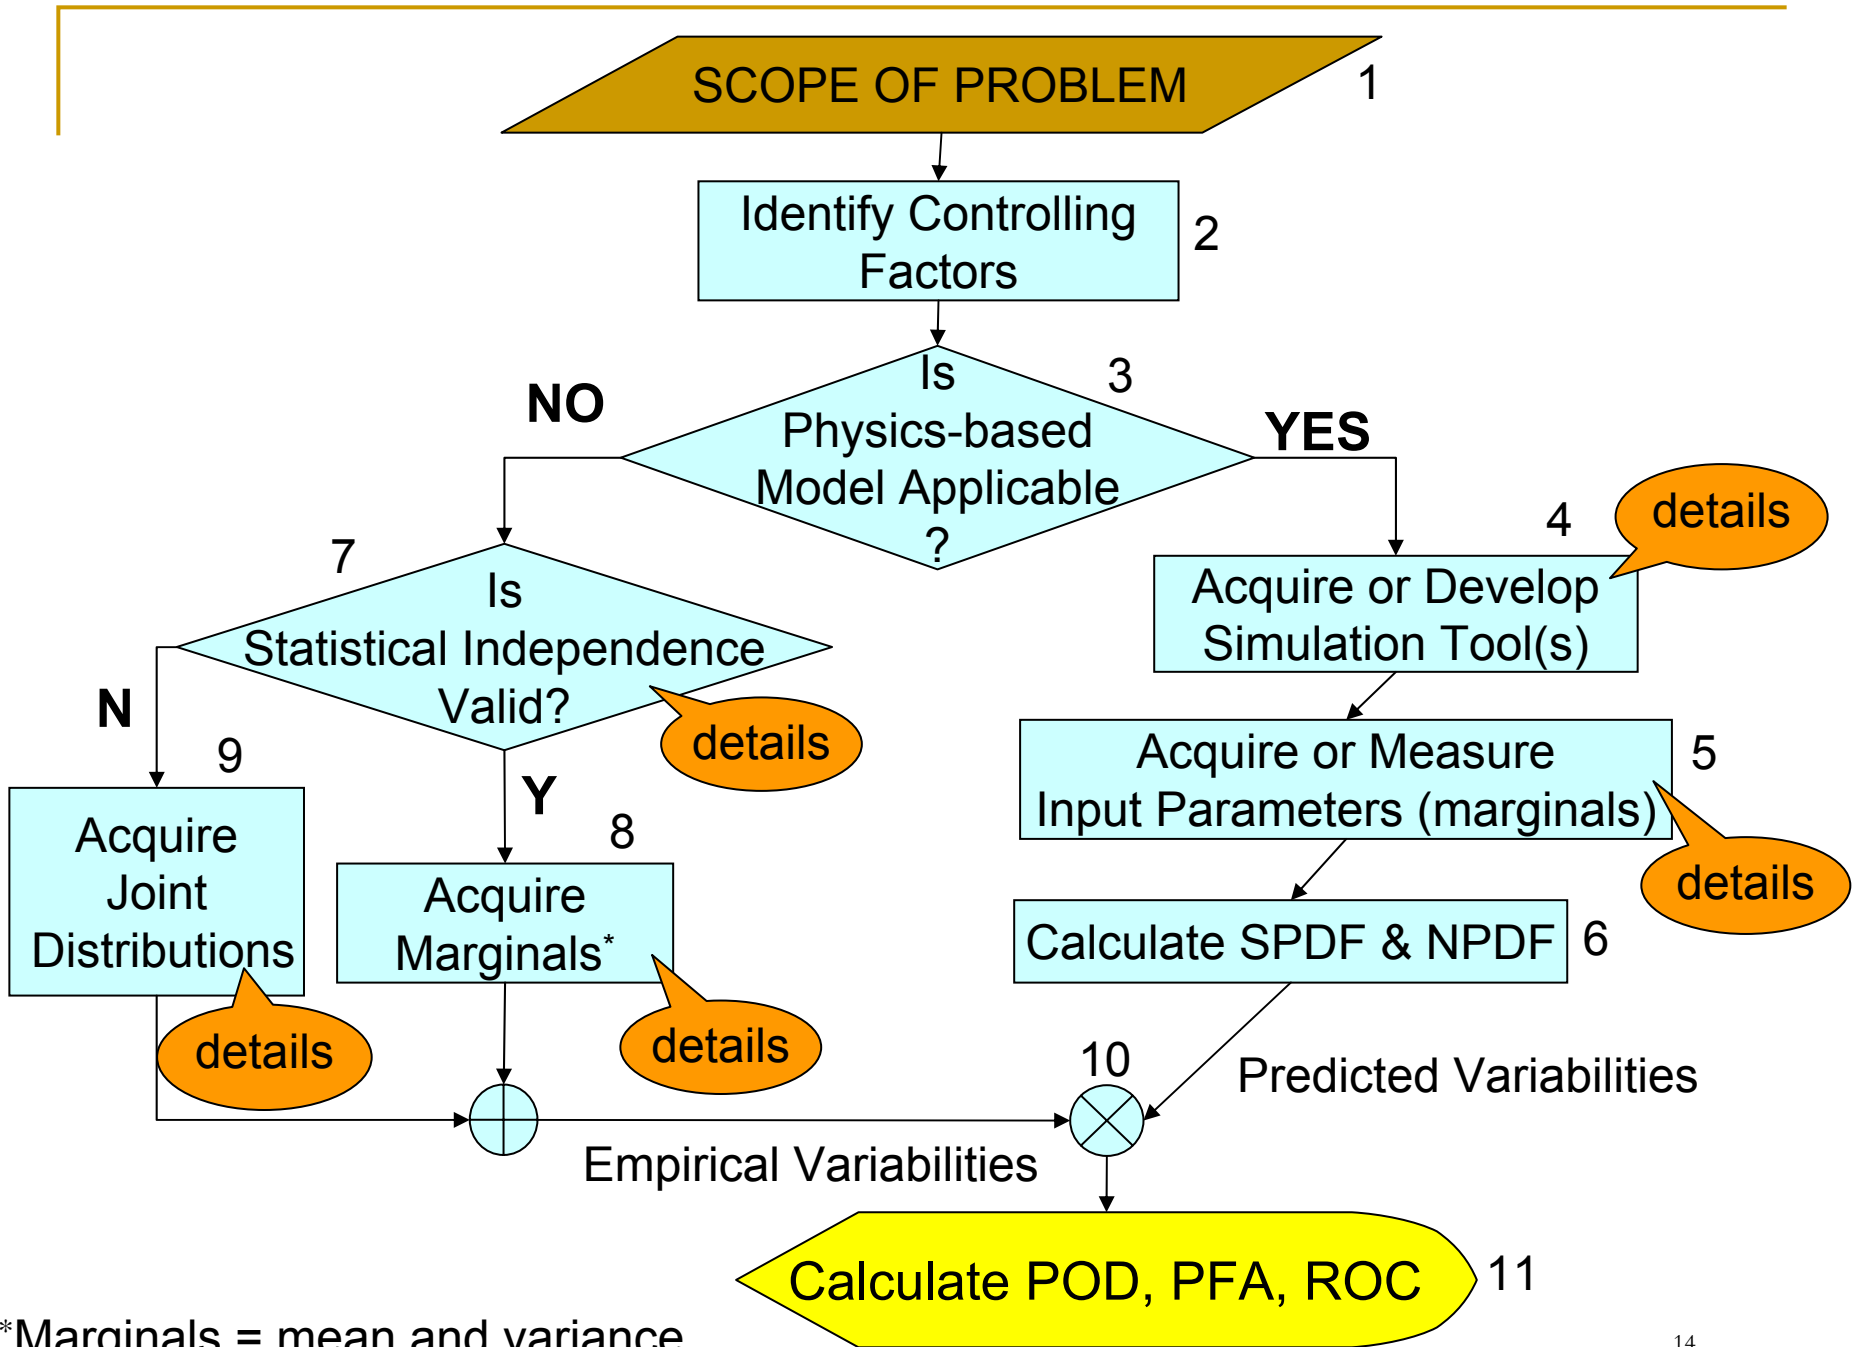 SCOPE OF PROBLEM
1
Identify Controlling
Factors
2
Is
Physics-based
Model Applicable
?
3
NO
YES
4
details
Acquire or Develop
Simulation Tool(s)
7
Is
Statistical Independence
Valid?
details
N
Y
Acquire or Measure
Input Parameters (marginals)
5
details
9
Acquire
Joint
Distributions
details
8
Acquire
Marginals*
details
Calculate SPDF & NPDF
6
10
Predicted Variabilities
Empirical Variabilities
Calculate POD, PFA, ROC
11
*Marginals = mean and variance
14